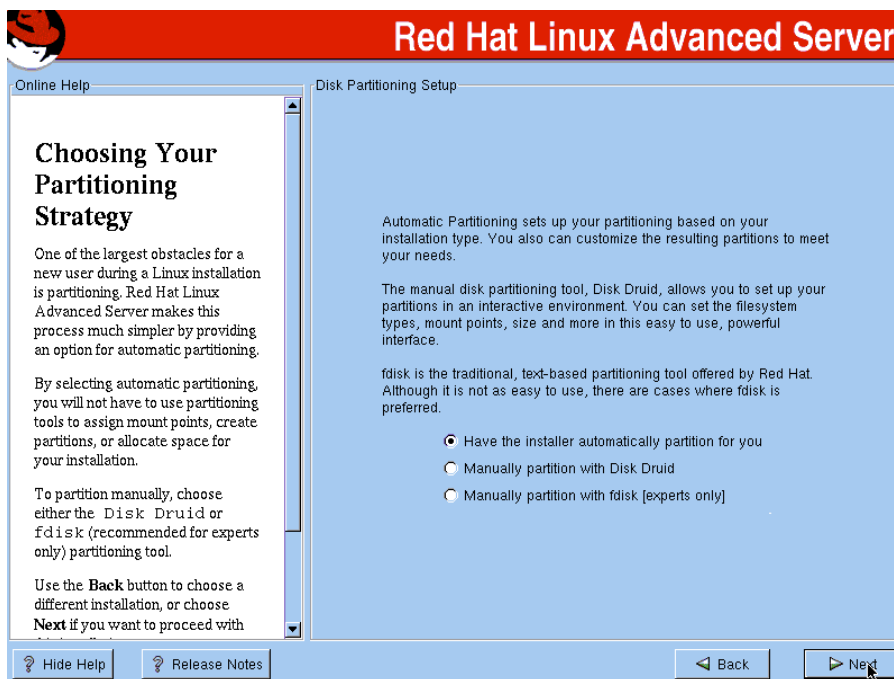 Red Hat Linux Advanced Server
Online Help
Choosing Your
Partitioning
Strategy
One of the largest obstacles for a
new user during a Linux installation
is partitioning. Red Hat Linux
Advanced Server makes this
process much simpler by providing
an option for automatic partitioning.
By selecting automatic partitioning,
you will not have to use partitioning
tools to assign mount points, create
partitions, or allocate space for
your installation.
To partition manually, choose
either the Disk Druid or
fdisk (recommended for experts
only) partitioning tool.
Use the Back button to choose a
different installation, or choose
Next if you want to proceed with
Disk Partitioning Setup
Automatic Partitioning sets up your partitioning based on your
installation type. You also can customize the resulting partitions to meet
your needs.
The manual disk partitioning tool, Disk Druid, allows you to set up your
partitions in an interactive environment. You can set the filesystem
types, mount points, size and more in this easy to use, powerful
interface.
fdisk is the traditional, text-based partitioning tool offered by Red Hat.
Although it is not as easy to use, there are cases where fdisk is
preferred.
Have the installer automatically partition for you
Manually partition with Disk Druid
Manually partition with fdisk [experts only]
Hide Help
Release Notes
Back
Next